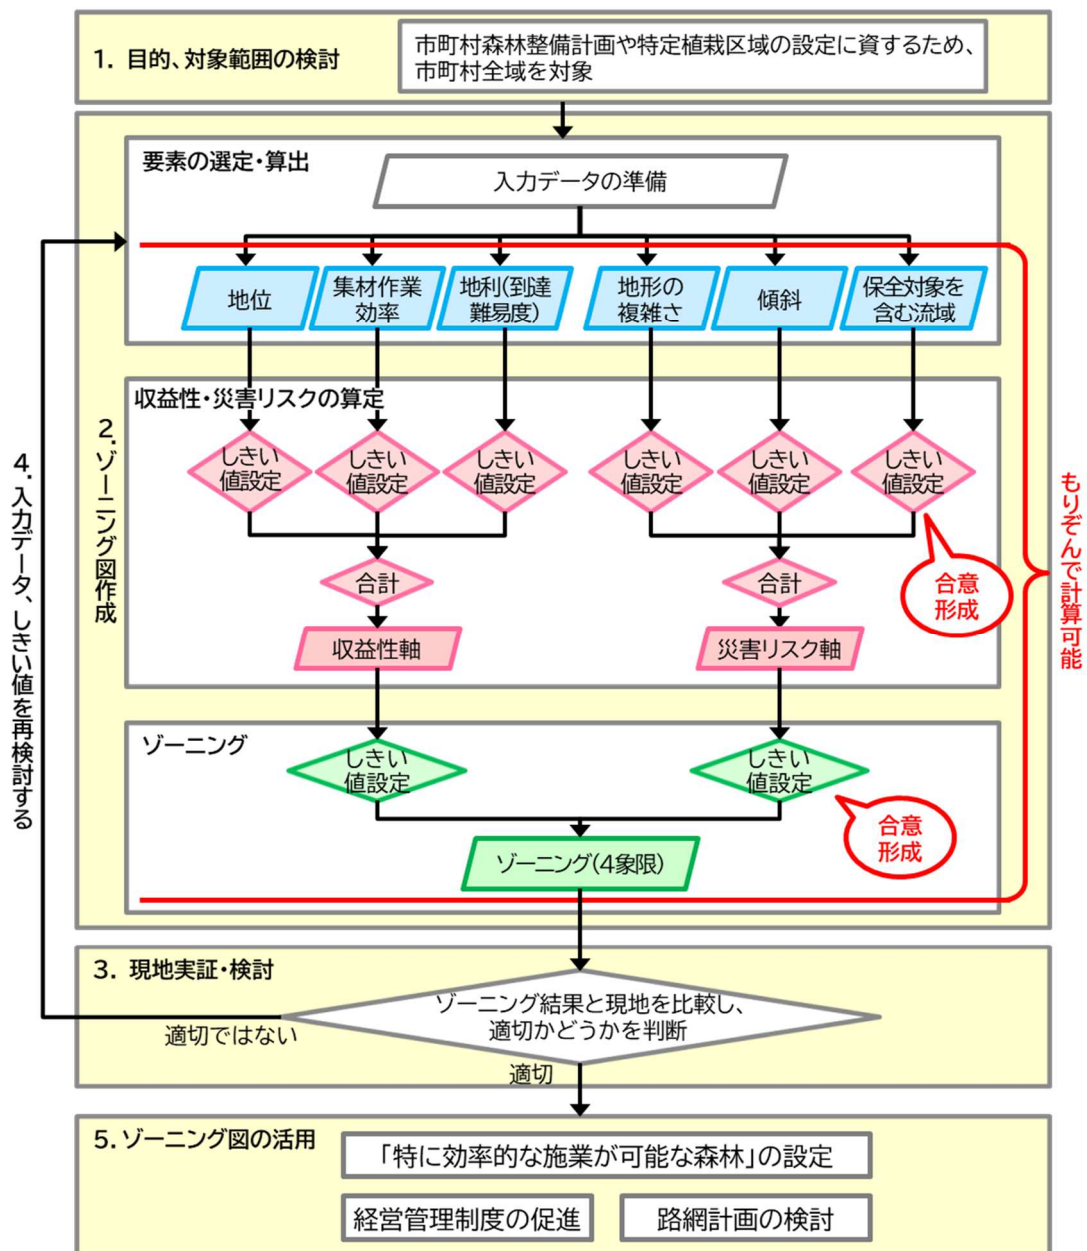 1. 目的、対象範囲の検討
市町村森林整備計画や特定植栽区域の設定に資するため、
市町村全域を対象
2.ゾーニング図作成
要素の選定・算出
入力データの準備
地位
集材作業
効率
地利(到達
難易度)
地形の
複雑さ
傾斜
保全対象を
含む流域
収益性・災害リスクの算定
しきい
値設定
しきい
値設定
しきい
値設定
しきい
値設定
しきい
値設定
しきい
値設定
合意
形成
合計
合計
収益性軸
災害リスク軸
もりぞんで計算可能
ゾーニング
しきい
値設定
しきい
値設定
合意
形成
ゾーニング(4象限)
3. 現地実証・検討
ゾーニング結果と現地を比較し、
適切かどうかを判断
適切ではない
適切
4.入力データ、しきい値を再検討する
5.ゾーニング図の活用
「特に効率的な施業が可能な森林」の設定
経営管理制度の促進
路網計画の検討